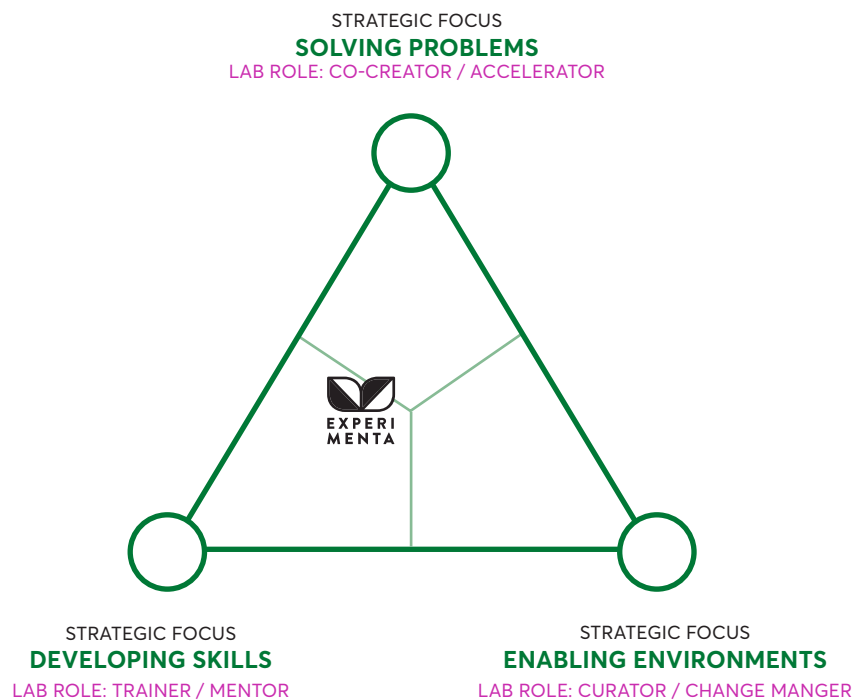 STRATEGIC FOCUS
SOLVING PROBLEMS
LAB ROLE: CO-CREATOR / ACCELERATOR
EXPERI
MENTA
STRATEGIC FOCUS
DEVELOPING SKILLS
LAB ROLE: TRAINER / MENTOR
STRATEGIC FOCUS
ENABLING ENVIRONMENTS
LAB ROLE: CURATOR / CHANGE MANGER